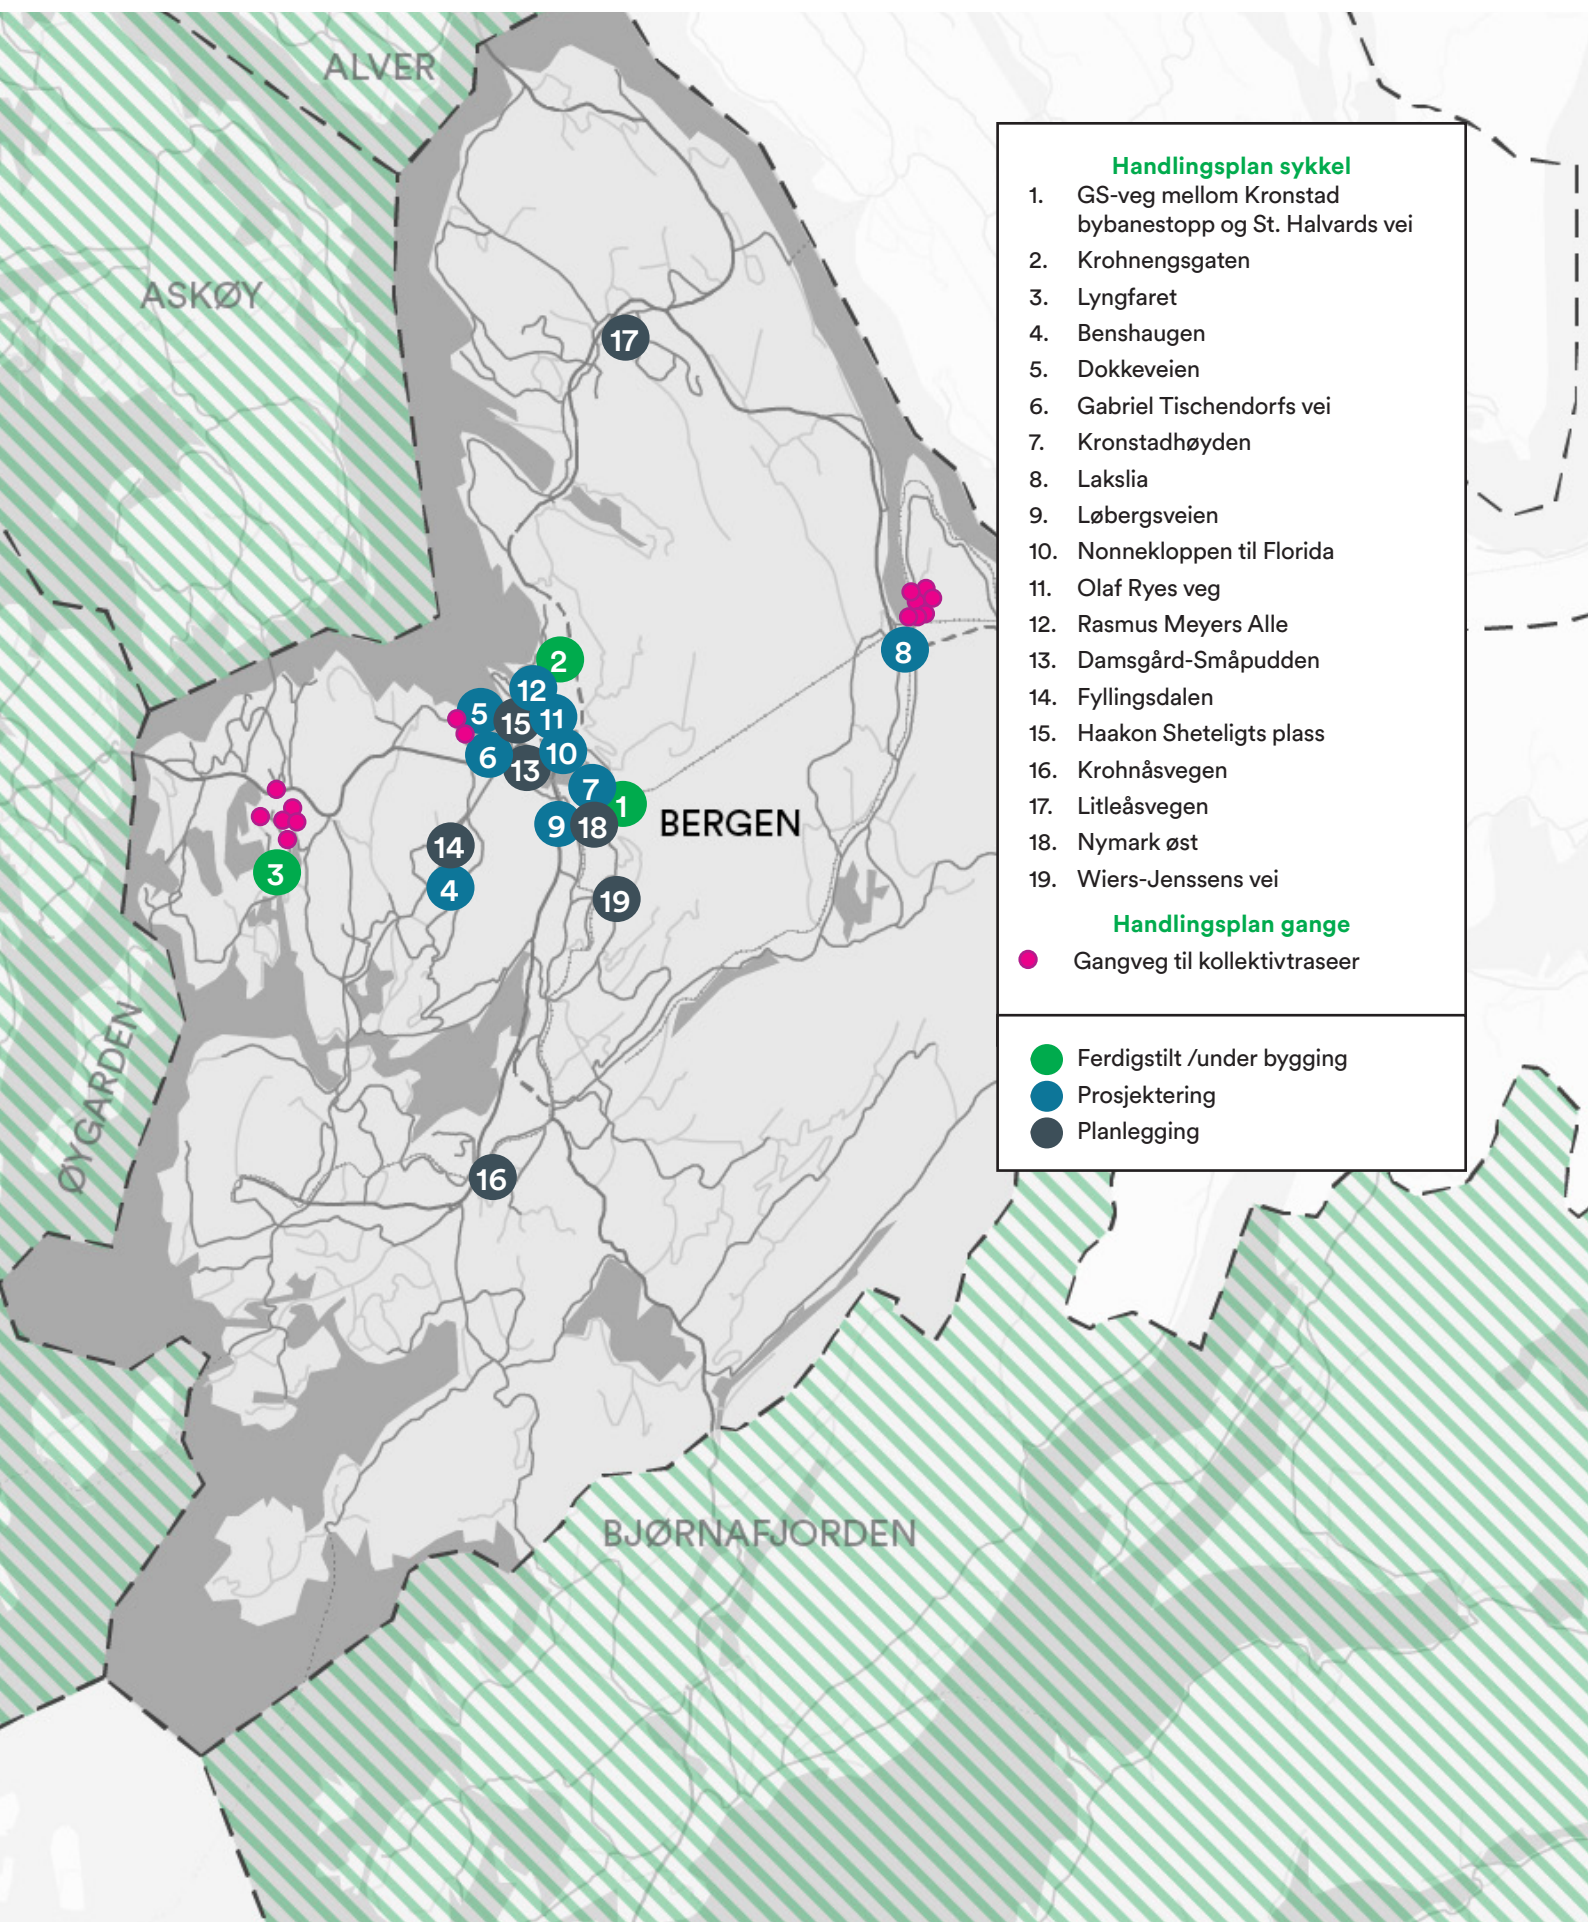 ALVER
ASKØY
ØYGARDEN
BERGEN
BJØRNAFJORDEN
17
2
12
5
15
11
6
10
13
7
1
9
18
14
4
3
19
8
16
Handlingsplan sykkel
1. GS-veg mellom Kronstad
bybanestopp og St. Halvards vei
2. Krohnengsgaten
3. Lyngfaret
4. Benshaugen
5. Dokkeveien
6. Gabriel Tischendorfs vei
7. Kronstadhøyden
8. Lakslia
9. Løbergsveien
10. Nonnekloppen til Florida
11. Olaf Ryes veg
12. Rasmus Meyers Alle
13. Damsgård-Småpudden
14. Fyllingsdalen
15. Haakon Sheteligts plass
16. Krohnåsvegen
17. Litleåsvegen
18. Nymark øst
19. Wiers-Jenssens vei
Handlingsplan gange
Gangveg til kollektivtraseer
Ferdigstilt /under bygging
Prosjektering
Planlegging